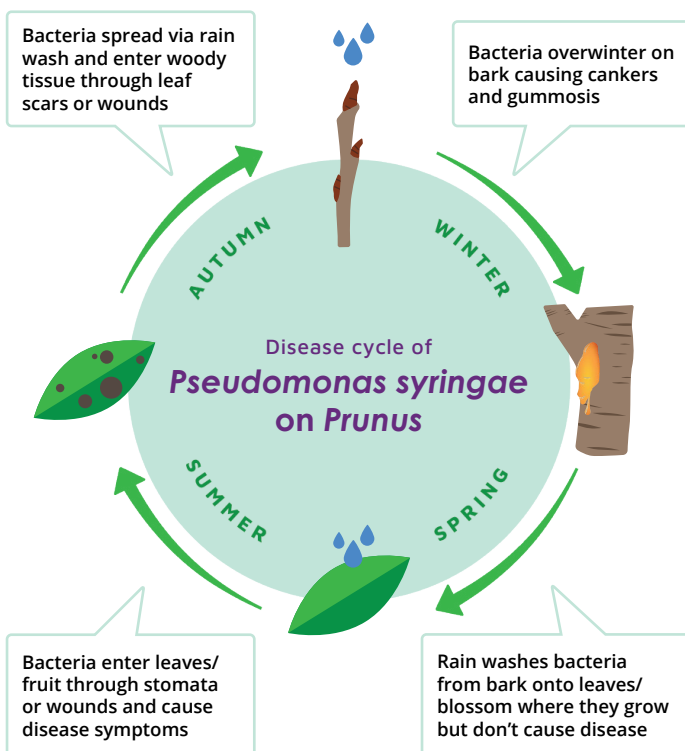 Bacteria spread via rain
wash and enter woody
tissue through leaf
scars or wounds
Bacteria overwinter on
bark causing cankers
and gummosis
AUTUMN
WINTER
Disease cycle of
Pseudomonas syringae
on Prunus
SUMMER
SPRING
Bacteria enter leaves/
fruit through stomata
or wounds and cause
disease symptoms
Rain washes bacteria
from bark onto leaves/
blossom where they grow
but don’t cause disease